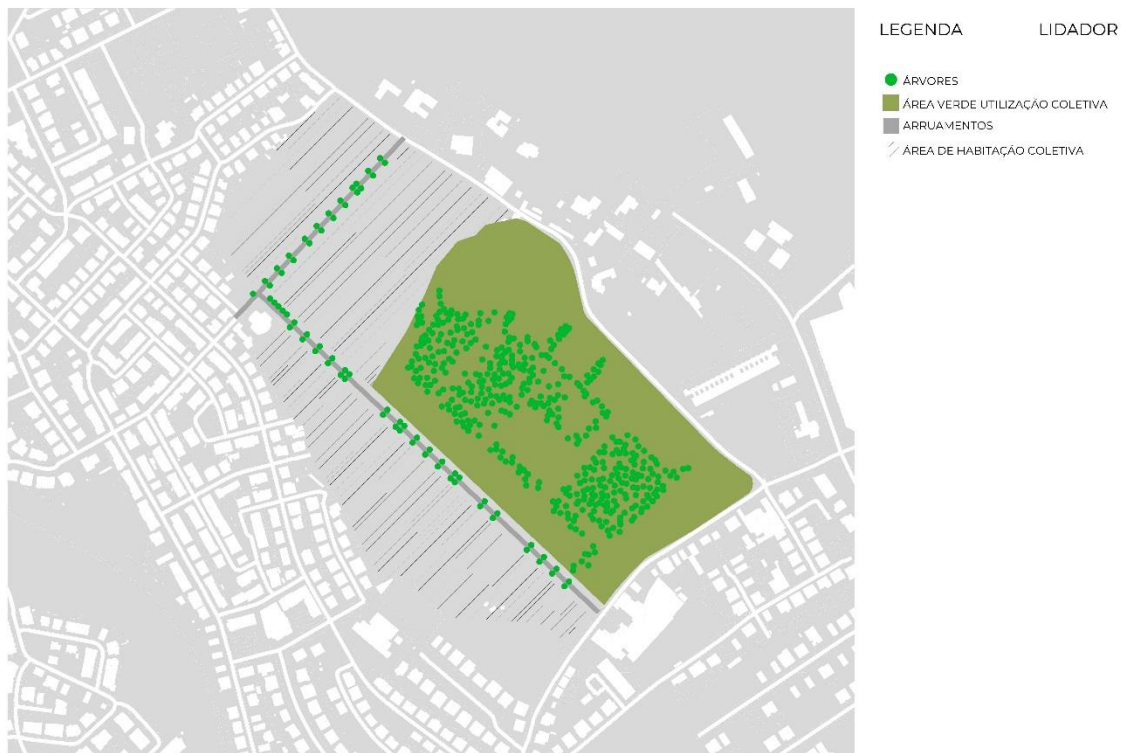 LEGENDA LIDADOR
ÁRVORES
ÁREA VERDE UTILIZAÇÃO COLETIVA
ARRUAMENTOS
ÁREA DE HABITAÇÃO COLETIVA